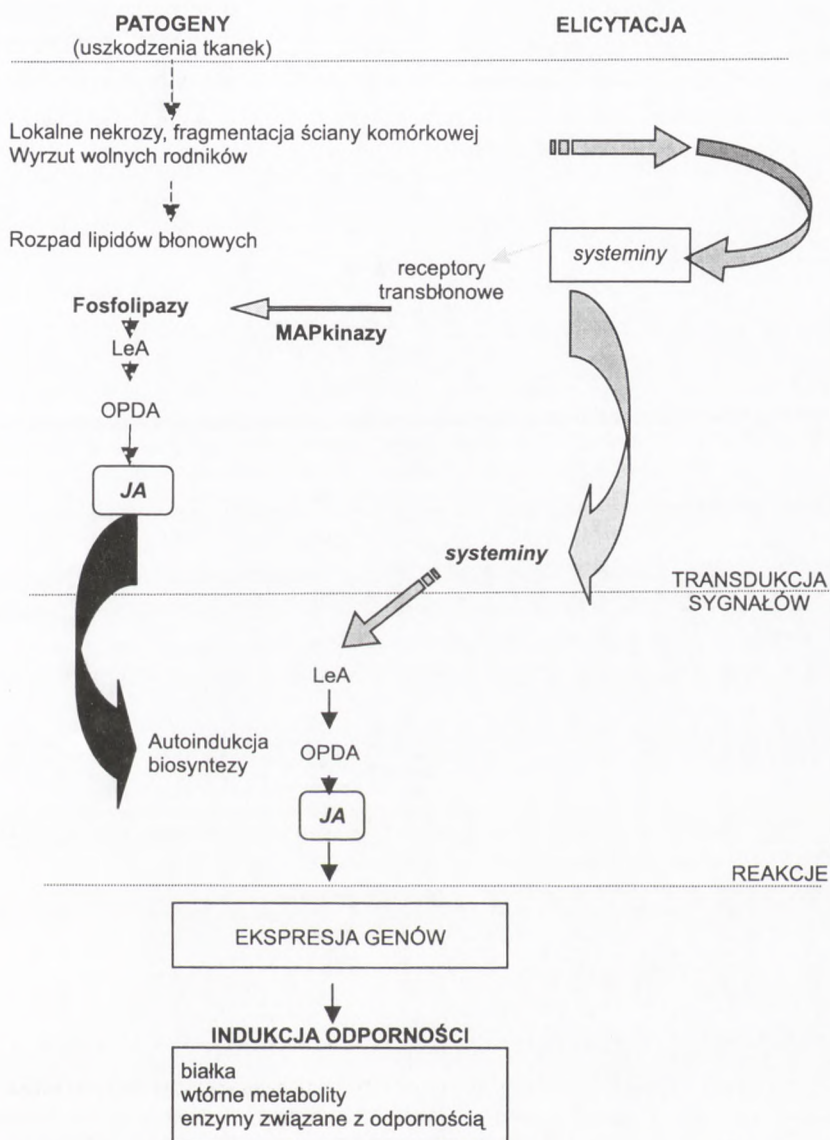 PATOGENY
(uszkodzenia tkanek)
ELICYTACJA
Lokalne nekrozy, fragmentacja ściany komórkowej
Wyrzut wolnych rodników
Rozpad lipidów błonowych
systeminy
receptory
transbłonowe
Fosfolipazy
MAPkinazy
LeA
OPDA
JA
systeminy
TRANSDUKCJA
SYGNAŁÓW
LeA
Autoindukcja
biosyntezy
OPDA
JA
REAKCJE
EKSPRESJA GENÓW
INDUKCJA ODPORNOŚCI
białka
wtórne metabolity
enzymy związane z odpornością